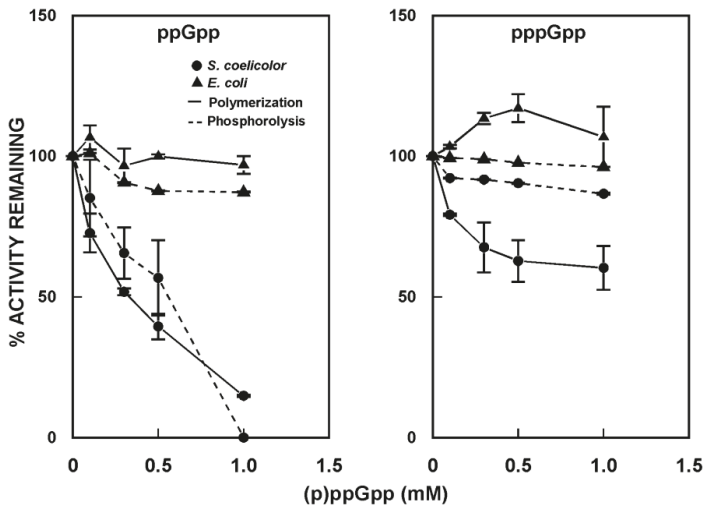 % ACTIVITY REMAINING
150
100
50
0
ppGpp
S. coelicolor
E. coli
Polymerization
Phosphorolysis
0
0.5
1.0
1.5
150
100
50
0
pppGpp
0
0.5
1.0
1.5
(p)ppGpp (mM)